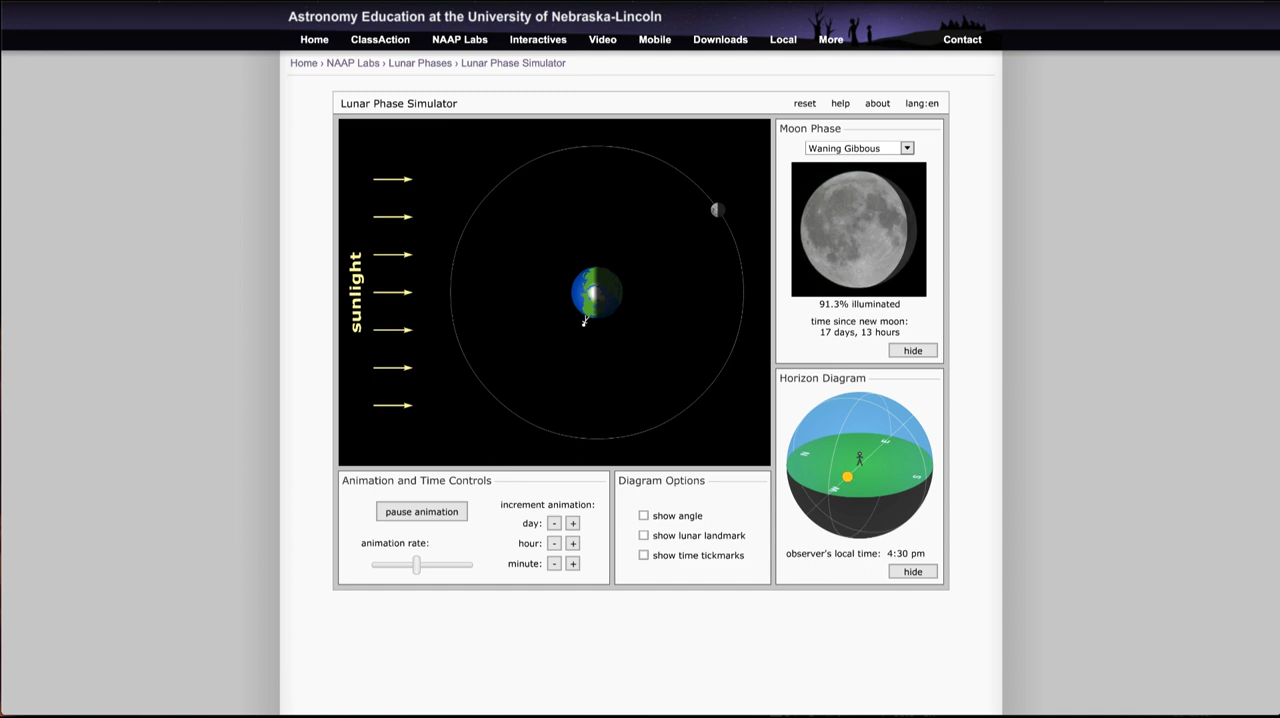 Astronomy Education at the University of Nebraska-Lincoln
Home ClassAction NAAP Labs Interactives Video Mobile Downloads Local More Contact
Home › NAAP Labs › Lunar Phases › Lunar Phase Simulator
Lunar Phase Simulator reset help about lang:en
sunlight
Moon Phase
Waning Gibbous
91.3% illuminated
time since new moon:
17 days, 13 hours
hide
Horizon Diagram
N
E
S
W
observer's local time: 4:30 pm
hide
Animation and Time Controls
pause animation
animation rate:
increment animation:
day: - +
hour: - +
minute: - +
Diagram Options
show angle
show lunar landmark
show time tickmarks